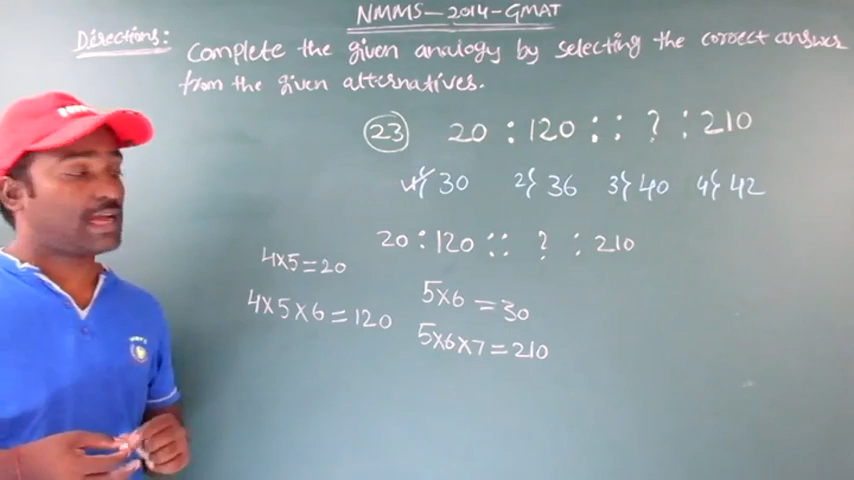 NMMS-2014-GMAT
Directions: Complete the given analogy by selecting the correct answer
from the given alternatives.
23 20 : 120 : : ? : 210
1} 30 2} 36 3} 40 4} 42
20 : 120 : : ? : 210
4x5=20
4x5x6=120
5x6=30
5x6x7=210